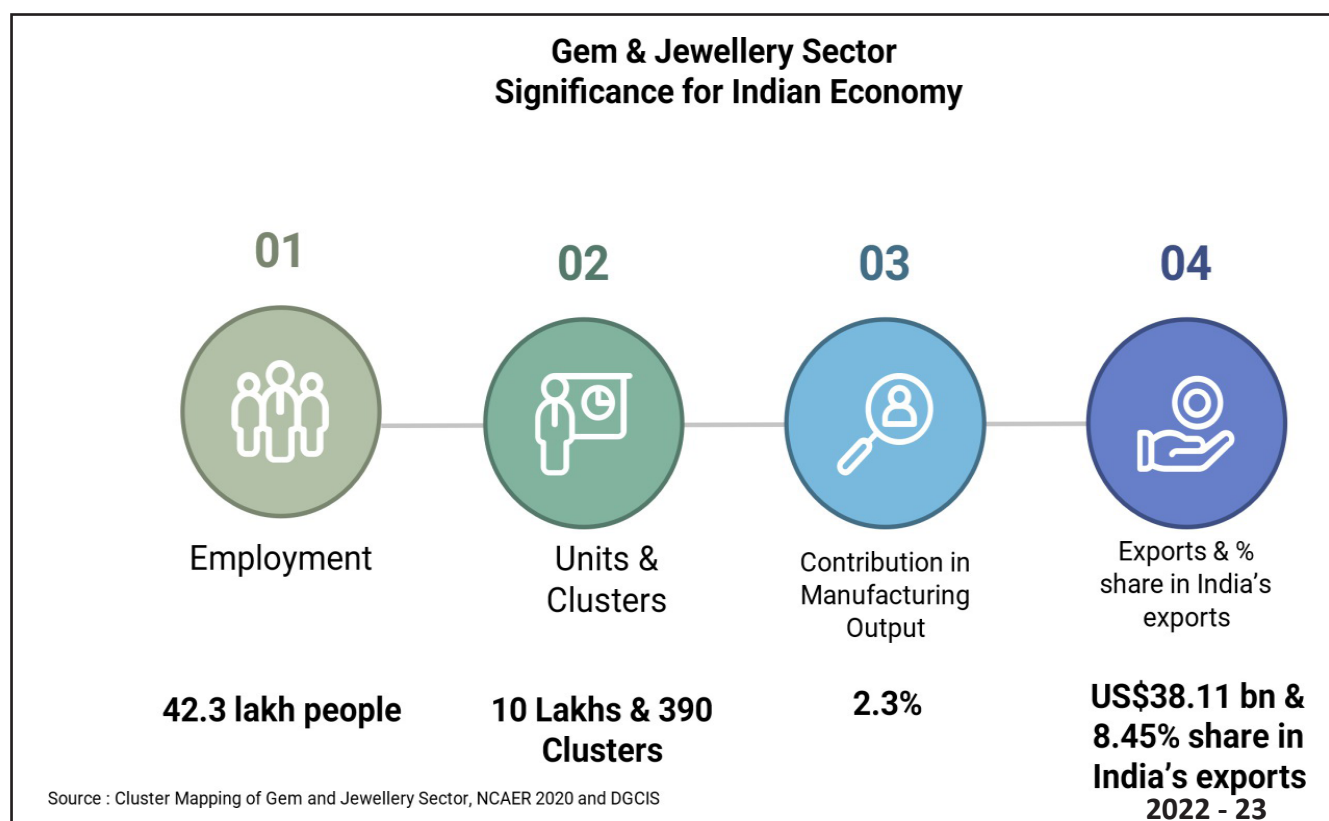 Gem & Jewellery Sector
Significance for Indian Economy
01
02
03
04
Employment
Units &
Clusters
Contribution in
Manufacturing
Output
Exports & %
share in India’s
exports
42.3 lakh people
10 Lakhs & 390
Clusters
2.3%
US$38.11 bn &
8.45% share in
India’s exports
2022 - 23
Source : Cluster Mapping of Gem and Jewellery Sector, NCAER 2020 and DGCIS